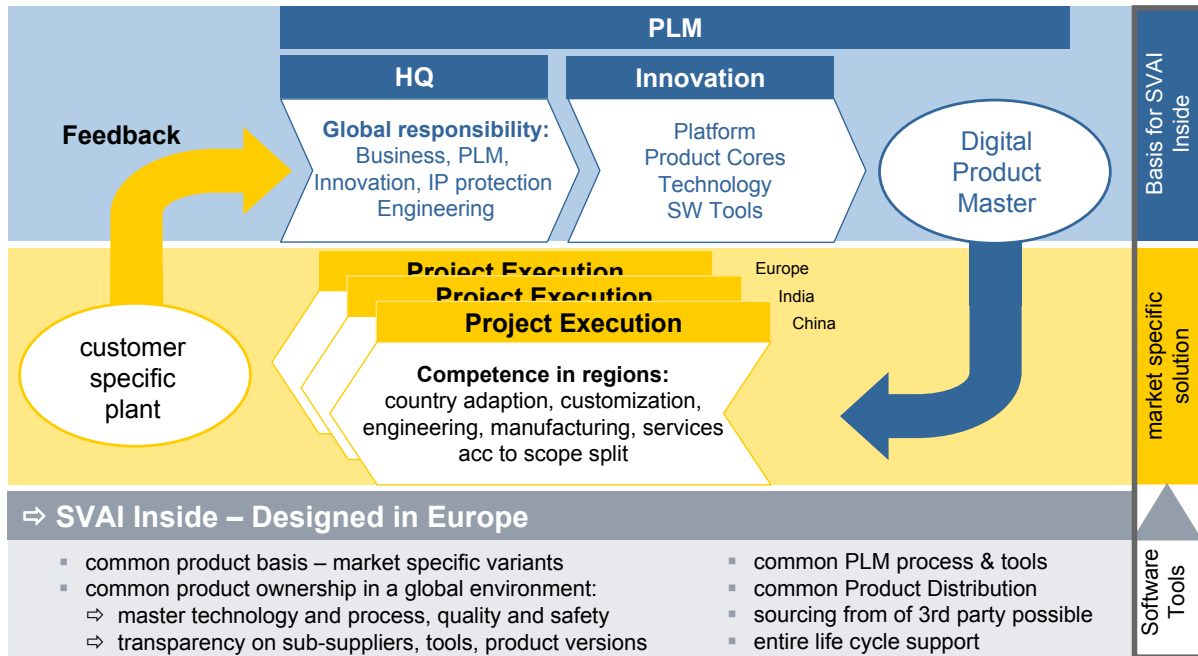 PLM
HQ
Innovation
Feedback
Global responsibility:
Business, PLM,
Innovation, IP protection
Engineering
Platform
Product Cores
Technology
SW Tools
Digital
Product
Master
Basis for SVAI
Inside
Project Execution
Europe
Project Execution
India
Project Execution
China
customer
specific
plant
Competence in regions:
country adaption, customization,
engineering, manufacturing, services
acc to scope split
market specific
solution
⇨ SVAI Inside – Designed in Europe
▪ common product basis – market specific variants
▪ common product ownership in a global environment:
⇨ master technology and process, quality and safety
⇨ transparency on sub-suppliers, tools, product versions
▪ common PLM process & tools
▪ common Product Distribution
▪ sourcing from of 3rd party possible
▪ entire life cycle support
Software
Tools